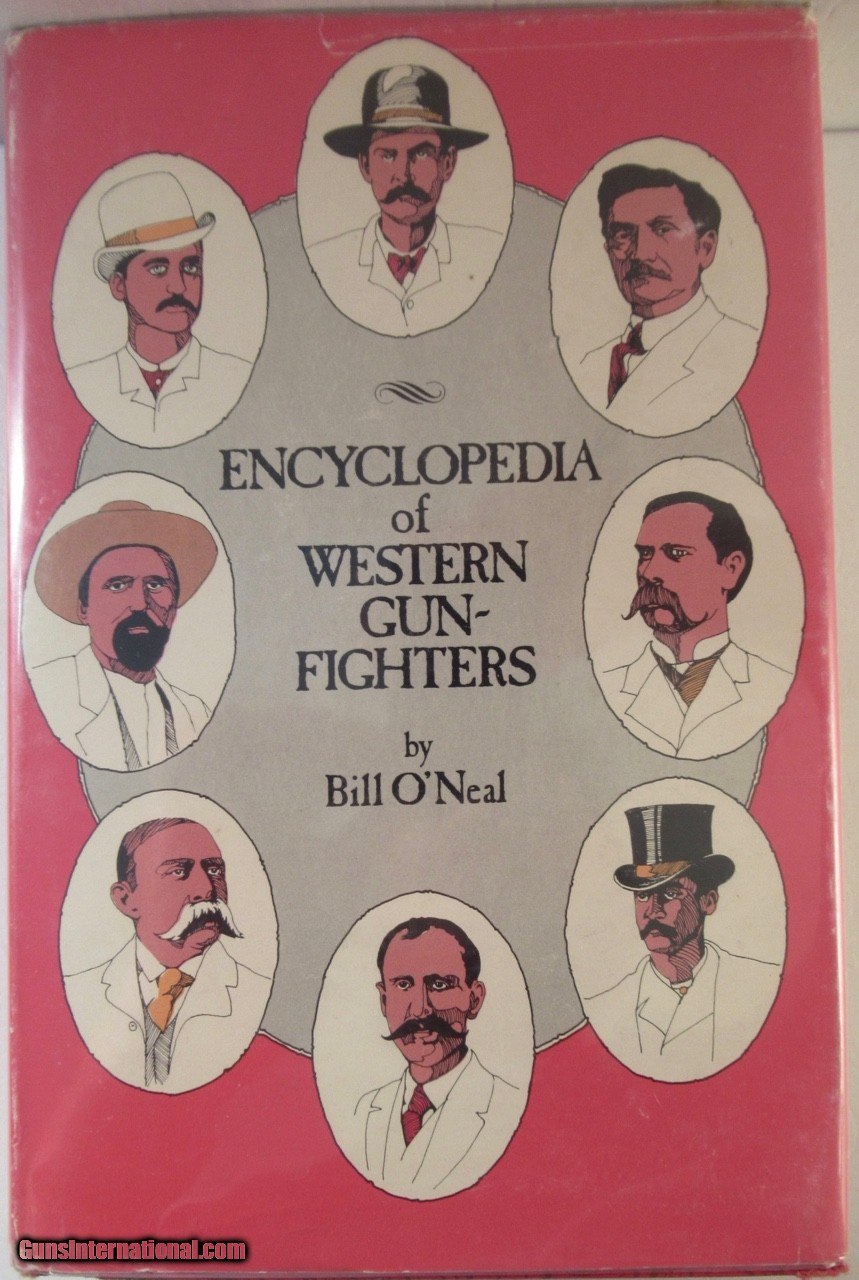 ENCYCLOPEDIA
of
WESTERN
GUN-
FIGHTERS
by
Bill O'Neal
GunsInternational.com